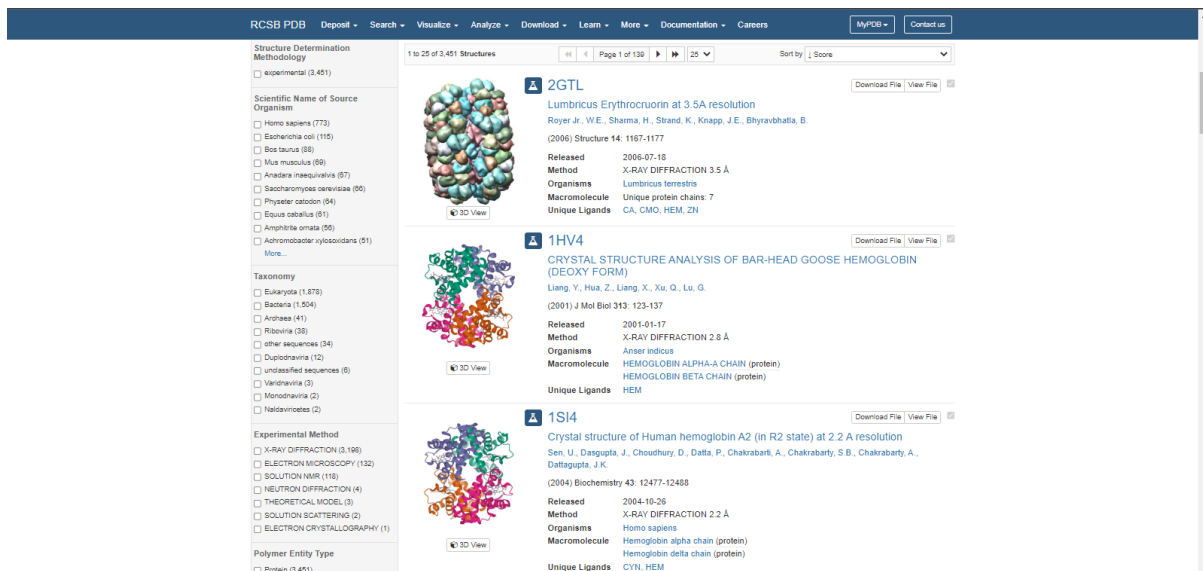 RCSB PDB Deposit Search Visualize Analyze Download Learn More Documentation Careers MyPDB Contact us
Structure Determination
Methodology
experimental (3,451)
Scientific Name of Source
Organism
Homo sapiens (773)
Escherichia coli (115)
Bos taurus (88)
Mus musculus (69)
Anadara inaequivalvis (67)
Saccharomyces cerevisiae (66)
Physeter catodon (64)
Equus caballus (61)
Amphitrite ornata (56)
Achromobacter xylosoxidans (51)
More...
Taxonomy
Eukaryota (1,878)
Bacteria (1,504)
Archaea (41)
Riboviria (38)
other sequences (34)
Duplodnaviria (12)
unclassified sequences (6)
Varidnaviria (3)
Monodnaviria (2)
Naldaviricetes (2)
Experimental Method
X-RAY DIFFRACTION (3,198)
ELECTRON MICROSCOPY (132)
SOLUTION NMR (118)
NEUTRON DIFFRACTION (4)
THEORETICAL MODEL (3)
SOLUTION SCATTERING (2)
ELECTRON CRYSTALLOGRAPHY (1)
Polymer Entity Type
Protein (3,451)
1 to 25 of 3,451 Structures Page 1 of 139 25 Sort by ↓ Score
2GTL Download File View File
Lumbricus Erythrocruorin at 3.5A resolution
Royer Jr., W.E., Sharma, H., Strand, K., Knapp, J.E., Bhyravbhatla, B.
(2006) Structure 14: 1167-1177
Released 2006-07-18
Method X-RAY DIFFRACTION 3.5 Å
Organisms Lumbricus terrestris
Macromolecule Unique protein chains: 7
Unique Ligands CA, CMO, HEM, ZN
3D View
1HV4 Download File View File
CRYSTAL STRUCTURE ANALYSIS OF BAR-HEAD GOOSE HEMOGLOBIN
(DEOXY FORM)
Liang, Y., Hua, Z., Liang, X., Xu, Q., Lu, G.
(2001) J Mol Biol 313: 123-137
Released 2001-01-17
Method X-RAY DIFFRACTION 2.8 Å
Organisms Anser indicus
Macromolecule HEMOGLOBIN ALPHA-A CHAIN (protein)
HEMOGLOBIN BETA CHAIN (protein)
Unique Ligands HEM
3D View
1SI4 Download File View File
Crystal structure of Human hemoglobin A2 (in R2 state) at 2.2 A resolution
Sen, U., Dasgupta, J., Choudhury, D., Datta, P., Chakrabarti, A., Chakrabarty, S.B., Chakrabarty, A.,
Dattagupta, J.K.
(2004) Biochemistry 43: 12477-12488
Released 2004-10-26
Method X-RAY DIFFRACTION 2.2 Å
Organisms Homo sapiens
Macromolecule Hemoglobin alpha chain (protein)
Hemoglobin delta chain (protein)
Unique Ligands CYN, HEM
3D View